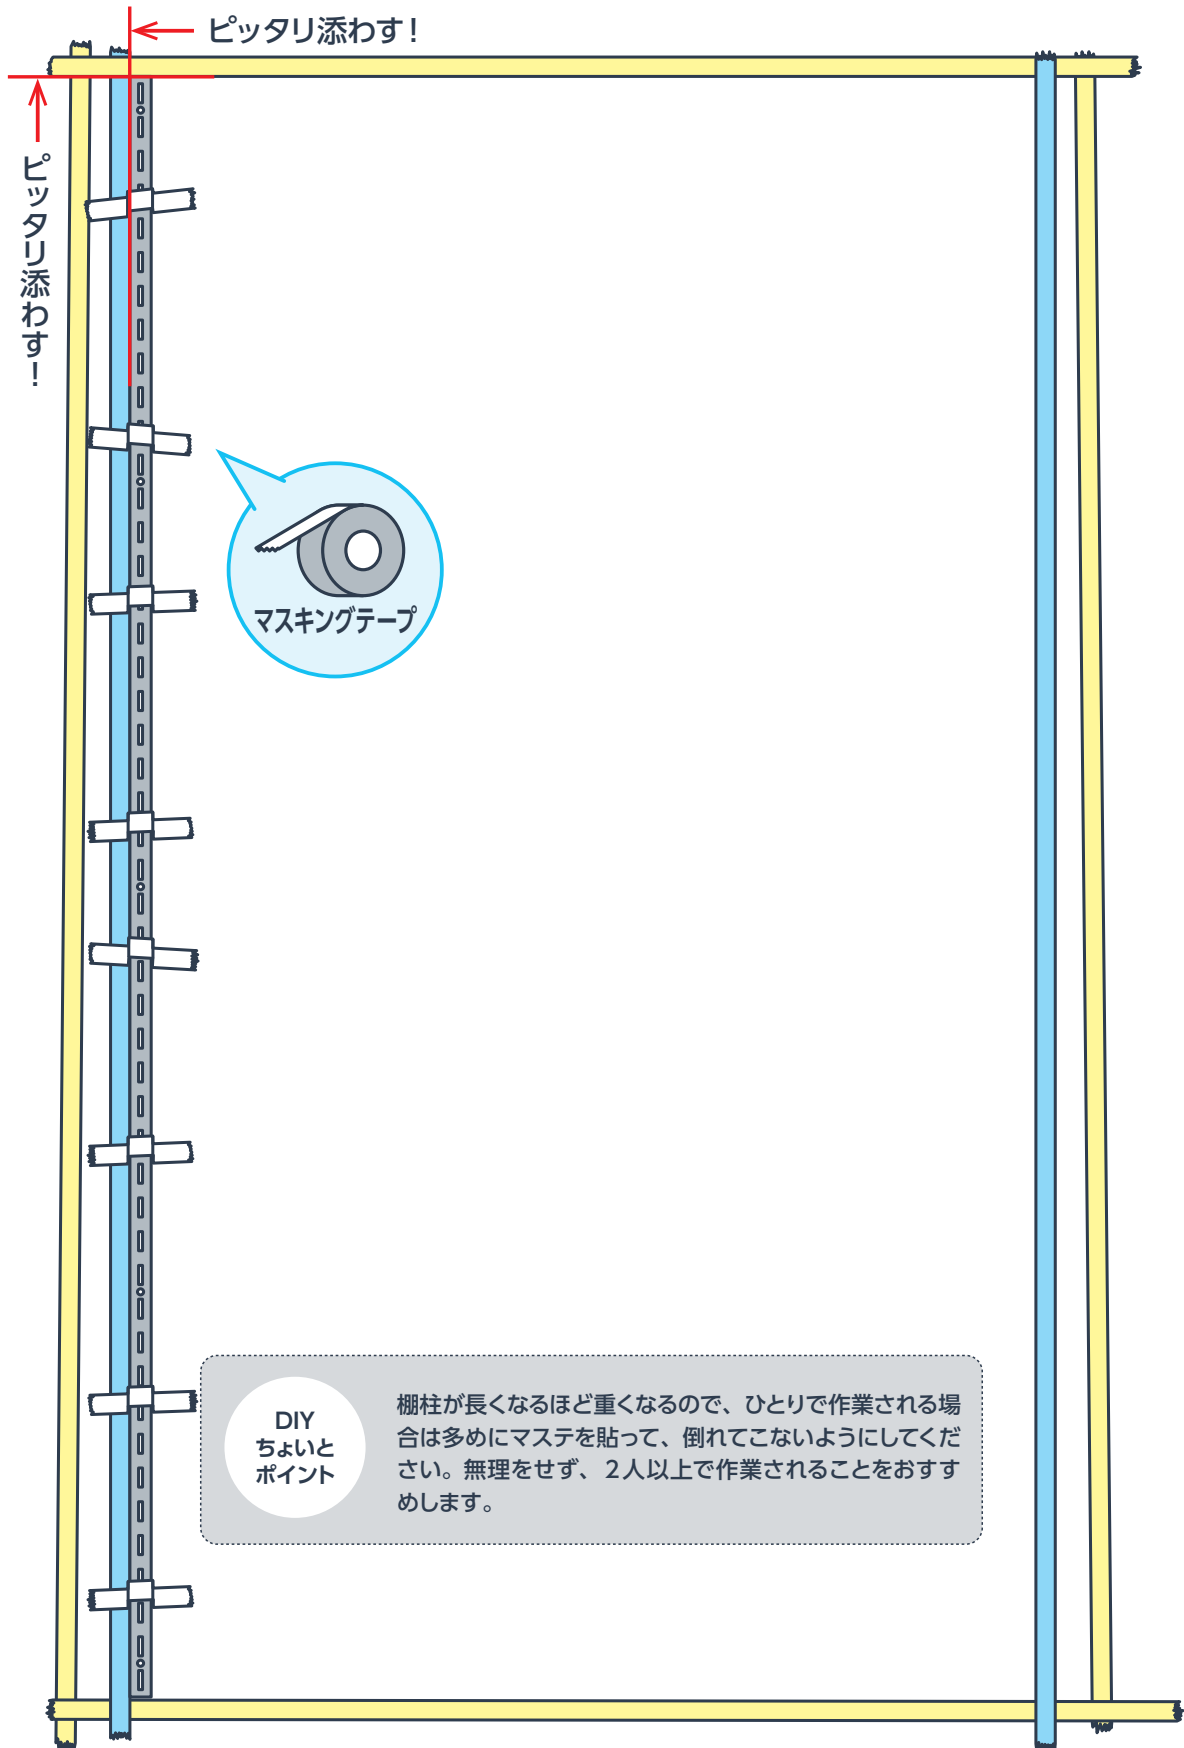 ピッタリ添わす！
ピッタリ添わす！
マスキングテープ
DIY
ちょいと
ポイント
棚柱が長くなるほど重くなるので、ひとりで作業される場
合は多めにマステを貼って、倒れてこないようにしてくだ
さい。無理をせず、2人以上で作業されることをおすす
めします。